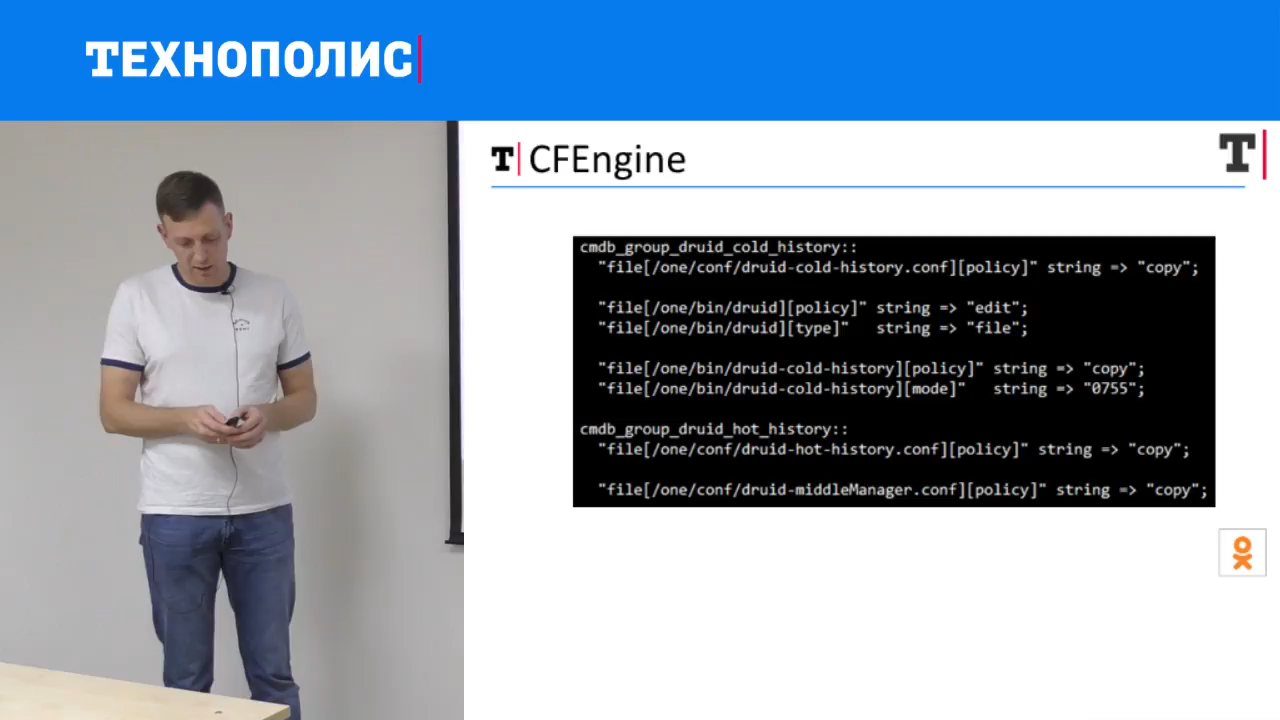 ТЕХНОПОЛИС
T CFEngine
T
cmdb_group_druid_cold_history::
"file[/one/conf/druid-cold-history.conf][policy]" string => "copy";
"file[/one/bin/druid][policy]" string => "edit";
"file[/one/bin/druid][type]" string => "file";
"file[/one/bin/druid-cold-history][policy]" string => "copy";
"file[/one/bin/druid-cold-history][mode]" string => "0755";
cmdb_group_druid_hot_history::
"file[/one/conf/druid-hot-history.conf][policy]" string => "copy";
"file[/one/conf/druid-middleManager.conf][policy]" string => "copy";